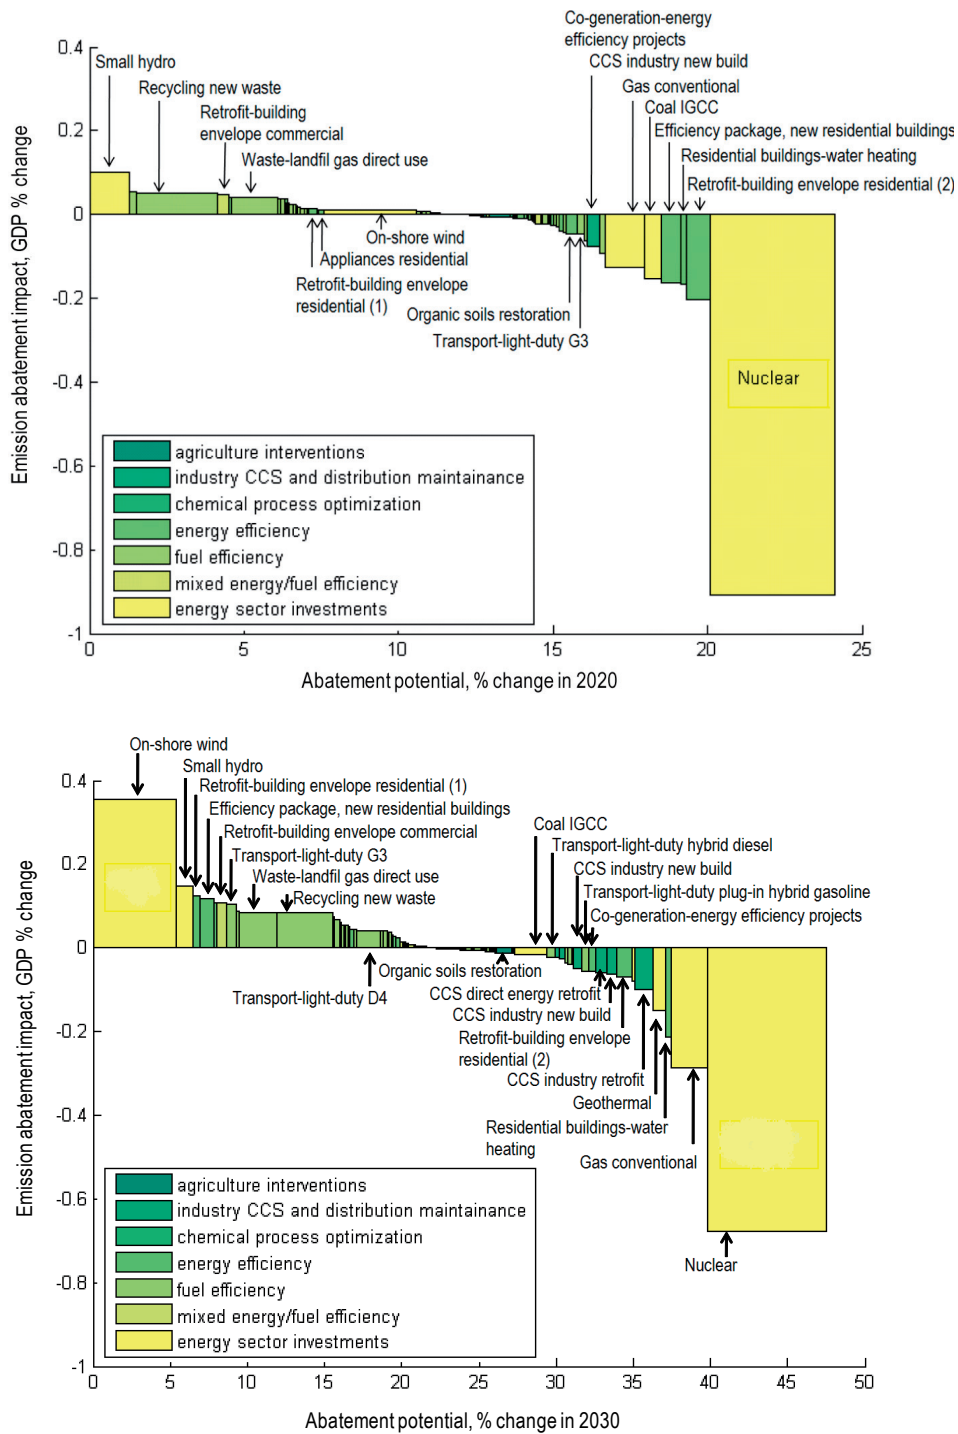 Co-generation-energy
efficiency projects
CCS industry new build
Small hydro
Recycling new waste
Gas conventional
Retrofit-building
envelope commercial
Coal IGCC
Efficiency package, new residential buildings
Waste-landfil gas direct use
Residential buildings-water heating
Retrofit-building envelope residential (2)
On-shore wind
Appliances residential
Retrofit-building envelope
residential (1)
Organic soils restoration
Transport-light-duty G3
Nuclear
Emission abatement impact, GDP % change
0.4
0.2
0
-0.2
-0.4
-0.6
-0.8
-1
agriculture interventions
industry CCS and distribution maintainance
chemical process optimization
energy efficiency
fuel efficiency
mixed energy/fuel efficiency
energy sector investments
0 5 10 15 20 25
Abatement potential, % change in 2020
On-shore wind
Small hydro
Retrofit-building envelope residential (1)
Efficiency package, new residential buildings
Retrofit-building envelope commercial
Transport-light-duty G3
Waste-landfil gas direct use
Recycling new waste
Coal IGCC
Transport-light-duty hybrid diesel
CCS industry new build
Transport-light-duty plug-in hybrid gasoline
Co-generation-energy efficiency projects
Organic soils restoration
Transport-light-duty D4
CCS direct energy retrofit
CCS industry new build
Retrofit-building envelope
residential (2)
CCS industry retrofit
Geothermal
Residential buildings-water
heating
Gas conventional
Nuclear
Emission abatement impact, GDP % change
0.4
0.2
0
-0.2
-0.4
-0.6
-0.8
-1
agriculture interventions
industry CCS and distribution maintainance
chemical process optimization
energy efficiency
fuel efficiency
mixed energy/fuel efficiency
energy sector investments
0 5 10 15 20 25 30 35 40 45 50
Abatement potential, % change in 2030